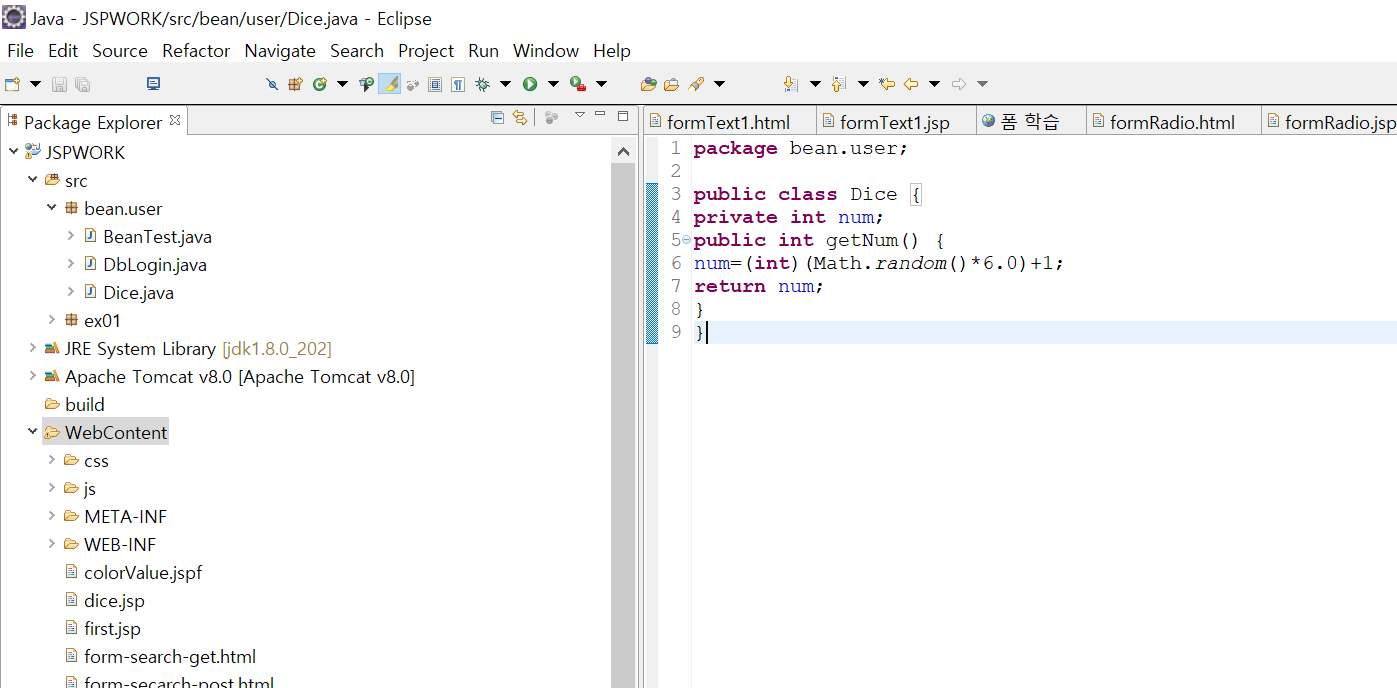 Java - JSPWORK/src/bean/user/Dice.java - Eclipse
File Edit Source Refactor Navigate Search Project Run Window Help
Package Explorer
JSPWORK
src
bean.user
BeanTest.java
DbLogin.java
Dice.java
ex01
JRE System Library [jdk1.8.0_202]
Apache Tomcat v8.0 [Apache Tomcat v8.0]
build
WebContent
css
js
META-INF
WEB-INF
colorValue.jspf
dice.jsp
first.jsp
form-search-get.html
form-secarch-post.html
formText1.html formText1.jsp 폼 학습 formRadio.html formRadio.jsp
1 package bean.user;
2
3 public class Dice {
4 private int num;
5 public int getNum() {
6 num=(int)(Math.random()*6.0)+1;
7 return num;
8 }
9 }